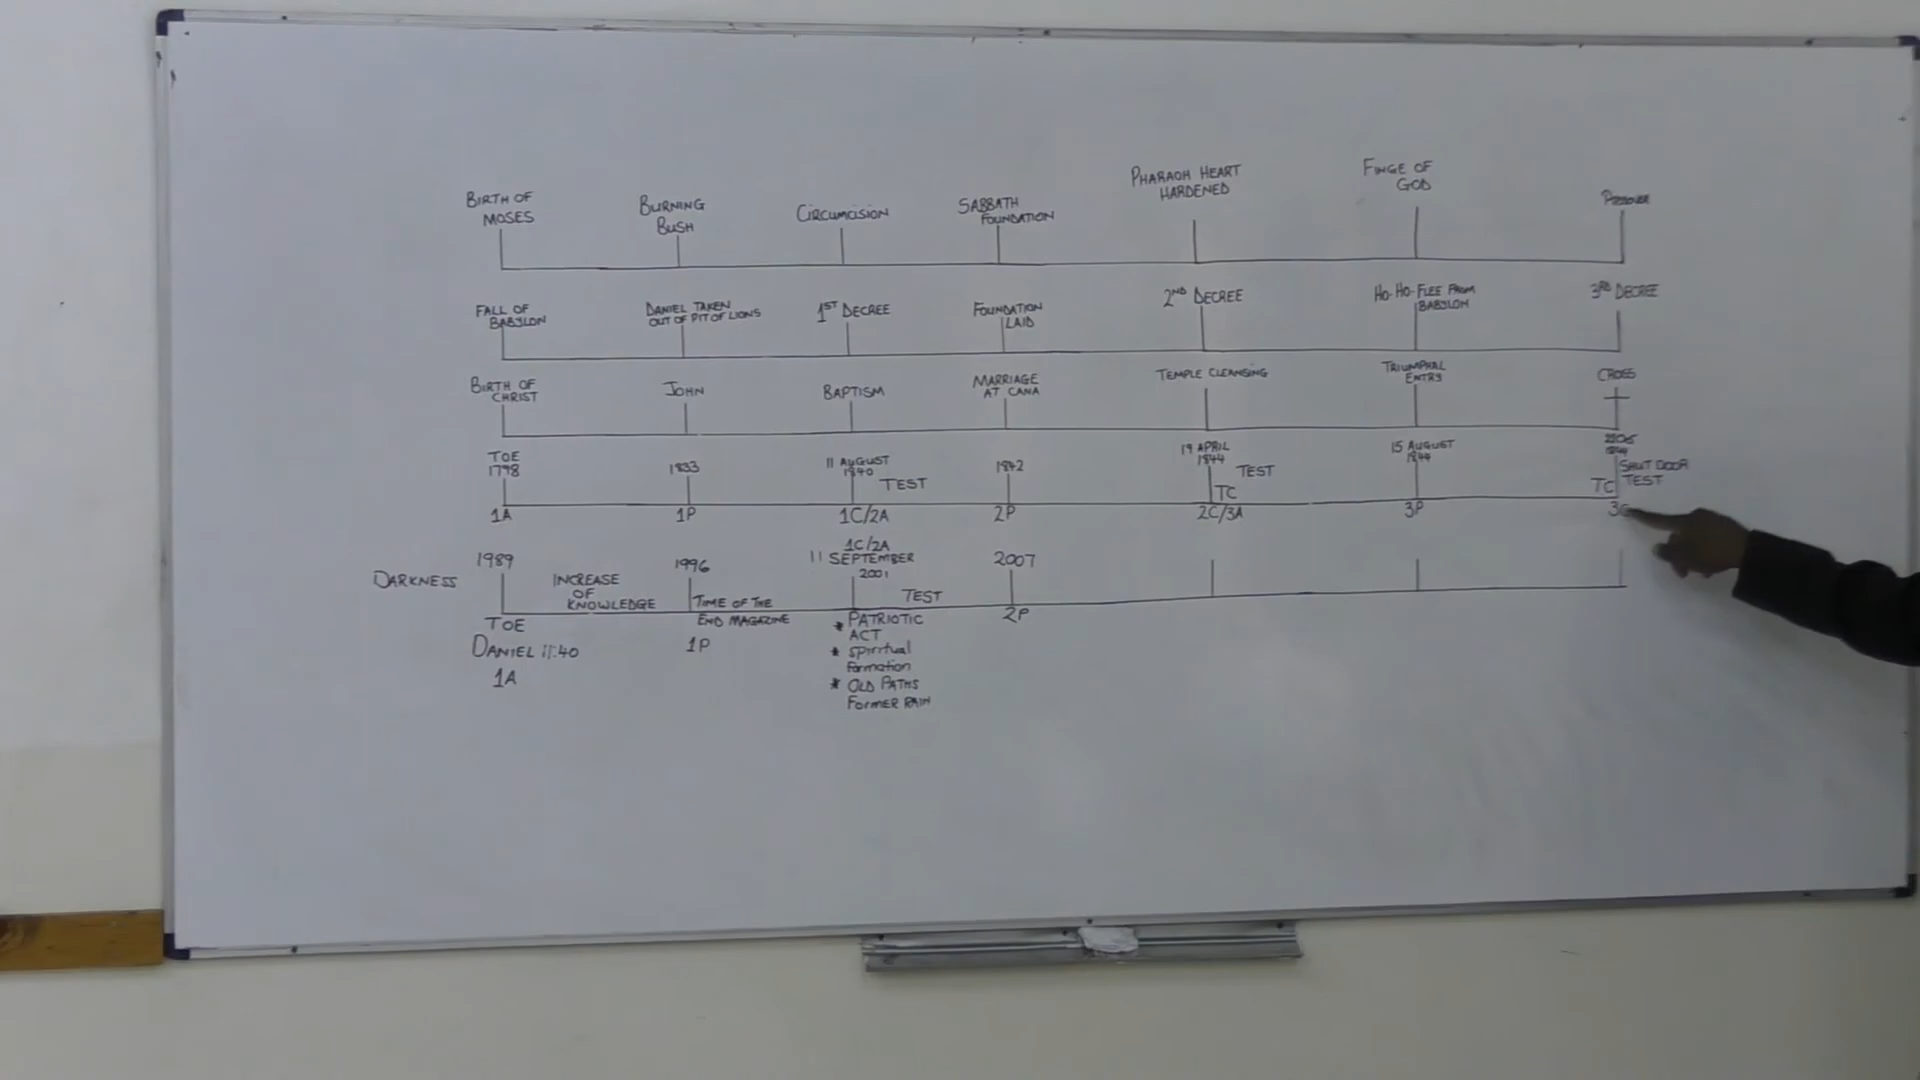 BIRTH OF
MOSES
BURNING
BUSH
CIRCUMCISION
SABBATH
FOUNDATION
PHARAOH HEART
HARDENED
FINGE OF
GOD
PASSOVER
FALL OF
BABYLON
DANIEL TAKEN
OUT OF PIT OF LIONS
1ST DECREE
FOUNDATION
LAID
2ND DECREE
HO-HO-FLEE FROM
BABYLON
3RD DECREE
BIRTH OF
CHRIST
JOHN
BAPTISM
MARRIAGE
AT CANA
TEMPLE CLEANSING
TRIUMPHAL
ENTRY
CROSS
TOE
1798
1833
11 AUGUST
1840
TEST
1842
19 APRIL
1844
TEST
TC
15 AUGUST
1844
SHUT DOOR
TC TEST
1A
1P
1C/2A
2P
2C/3A
3P
DARKNESS
1989
INCREASE
OF
KNOWLEDGE
1996
TIME OF THE
END MAGAZINE
1C/2A
11 SEPTEMBER
2001
TEST
2007
TOE
DANIEL 11:40
1A
1P
* PATRIOTIC
ACT
* Spiritual
Formation
* OLD PATHS
FORMER RAIN
2P